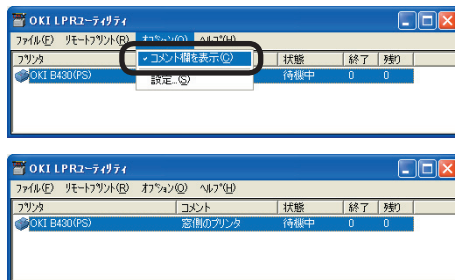 OKI LPRユーティリティ
ファイル(F) リモートプリント(R) オプション(O) ヘルプ(H)
プリンタ 状態 終了 残り
✓コメント欄を表示(C)
OKI B430(PS) 待機中 0 0
設定...(S)
OKI LPRユーティリティ
ファイル(F) リモートプリント(R) オプション(O) ヘルプ(H)
プリンタ コメント 状態 終了 残り
OKI B430(PS) 窓側のプリンタ 待機中 0 0